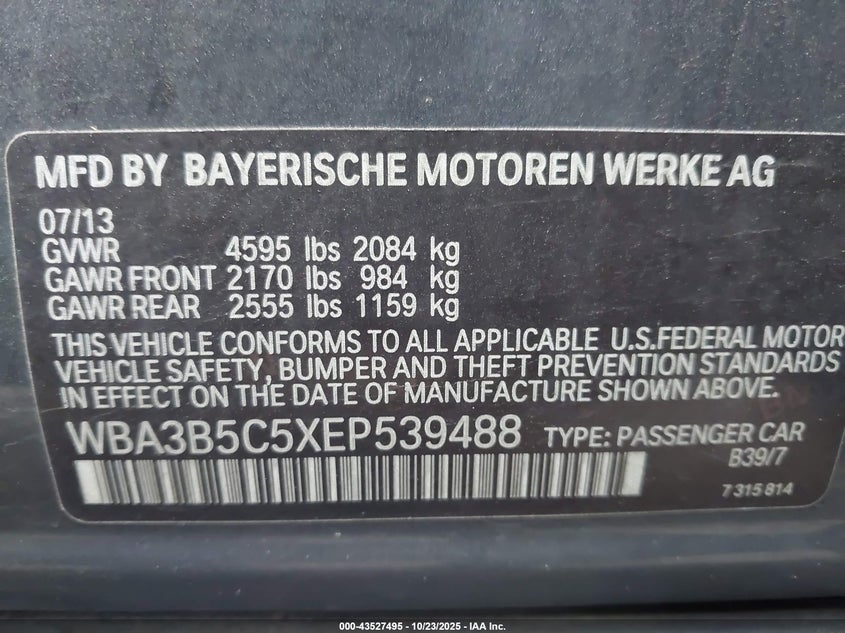 MFD BY BAYERISCHE MOTOREN WERKE AG
07/13
GVWR 4595 lbs 2084 kg
GAWR FRONT 2170 lbs 984 kg
GAWR REAR 2555 lbs 1159 kg
THIS VEHICLE CONFORMS TO ALL APPLICABLE U.S.FEDERAL MOTOR
VEHICLE SAFETY, BUMPER AND THEFT PREVENTION STANDARDS
IN EFFECT ON THE DATE OF MANUFACTURE SHOWN ABOVE.
WBA3B5C5XEP539488 TYPE: PASSENGER CAR
B39/7
7 315 814
000-43527495 - 10/23/2025 - IAA Inc.